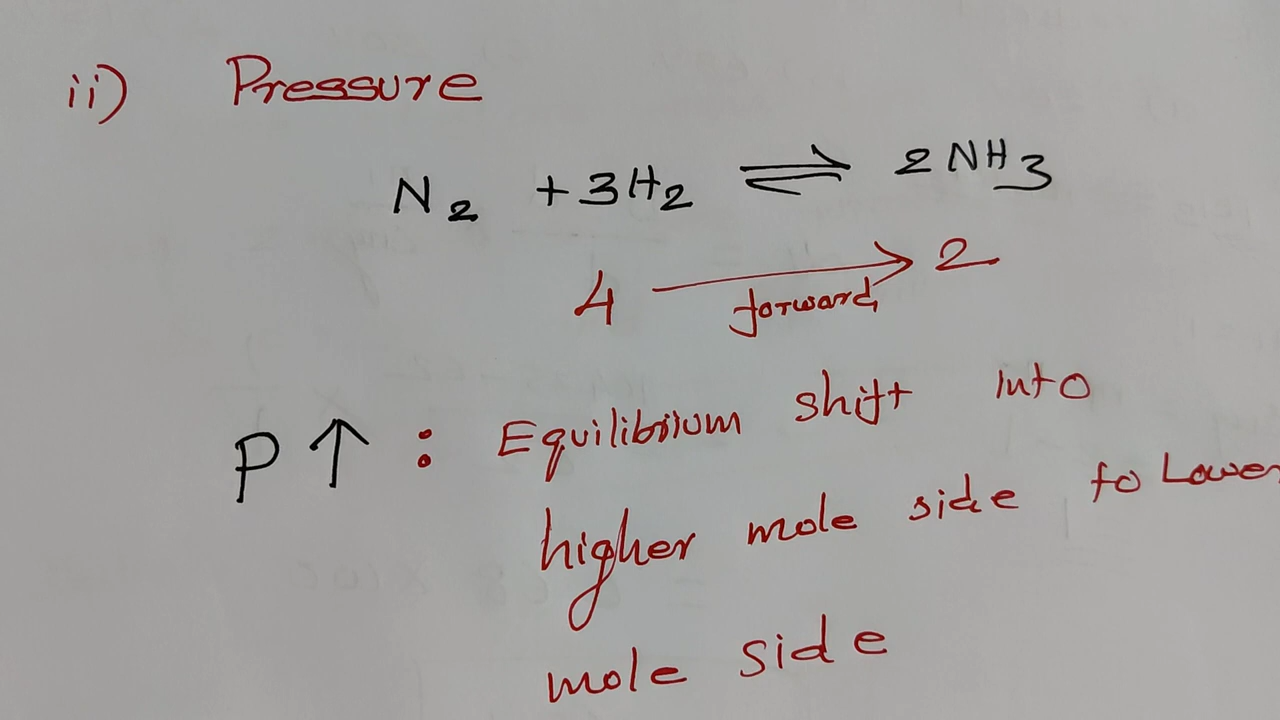 ii) Pressure
N2 + 3H2 ⇌ 2NH3
4 → 2
forward
P ↑ : Equilibrium shift into
higher mole side to Lower
mole side